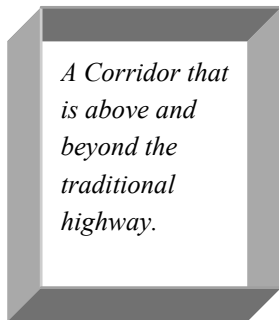 A Corridor that
is above and
beyond the
traditional
highway.